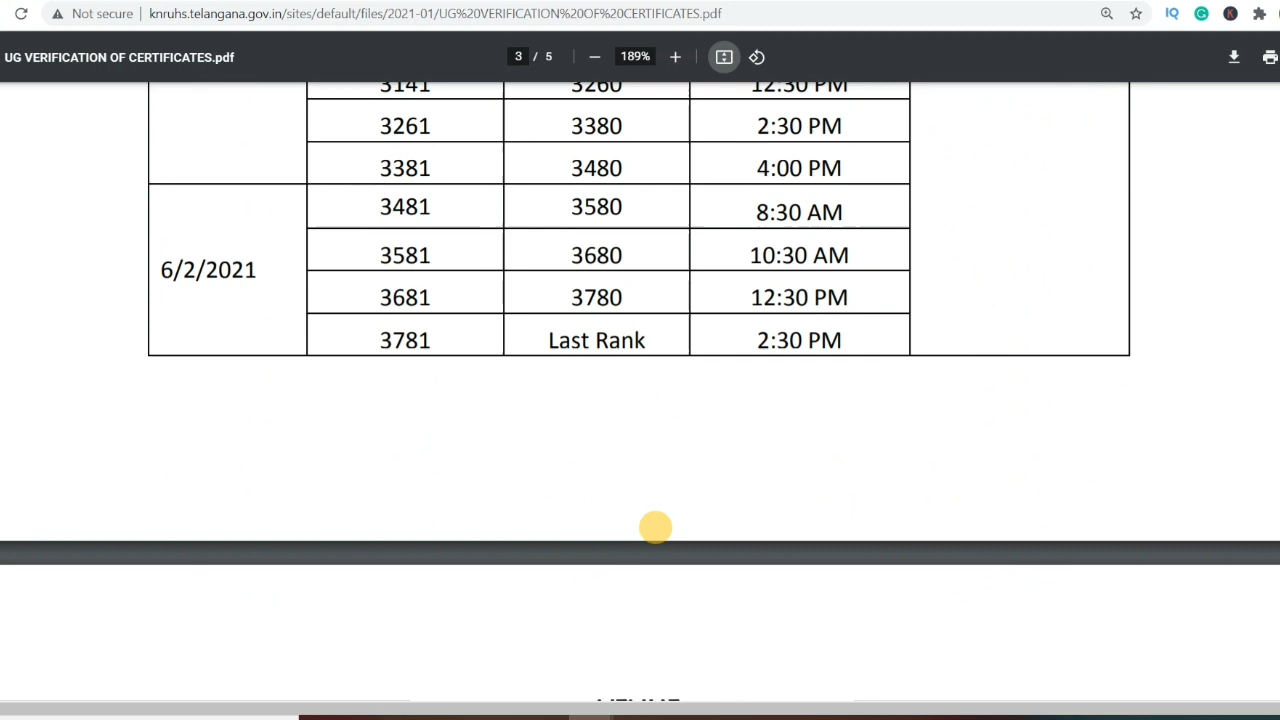 Not secure knruhs.telangana.gov.in/sites/default/files/2021-01/UG%20VERIFICATION%20OF%20CERTIFICATES.pdf
IQ G K
UG VERIFICATION OF CERTIFICATES.pdf 3 / 5 − 189% +
3141 3260 12:30 PM
3261 3380 2:30 PM
3381 3480 4:00 PM
3481 3580 8:30 AM
6/2/2021
3581 3680 10:30 AM
3681 3780 12:30 PM
3781 Last Rank 2:30 PM